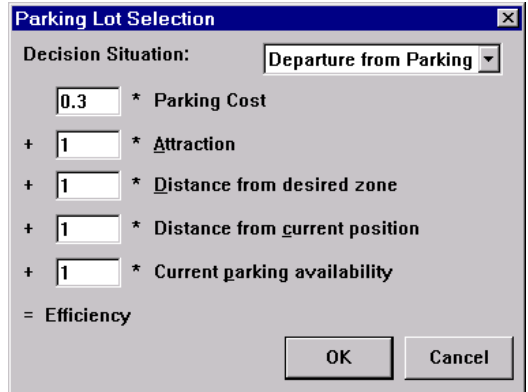 Parking Lot Selection
Decision Situation: Departure from Parking
0.3 * Parking Cost
+ 1 * Attraction
+ 1 * Distance from desired zone
+ 1 * Distance from current position
+ 1 * Current parking availability
= Efficiency
OK Cancel